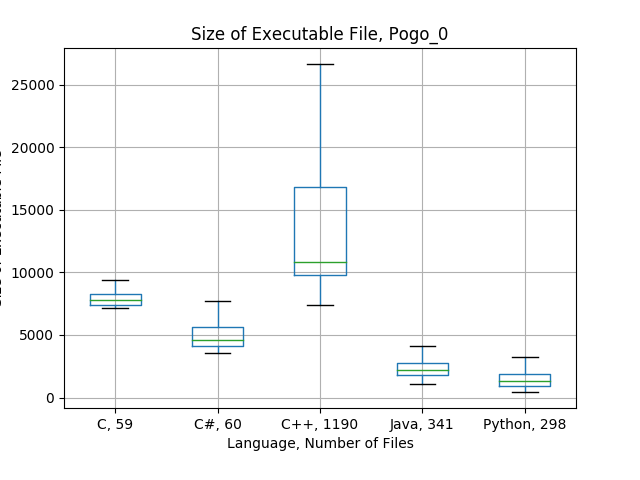 Size of Executable File, Pogo_0
25000
20000
15000
10000
5000
0
C, 59
C#, 60
C++, 1190
Java, 341
Python, 298
Language, Number of Files